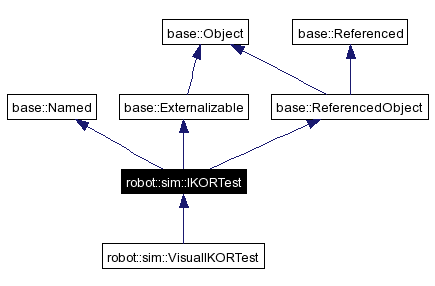 base::Object
base::Referenced
base::Named
base::Externalizable
base::ReferencedObject
robot::sim::IKORTest
robot::sim::VisualIKORTest